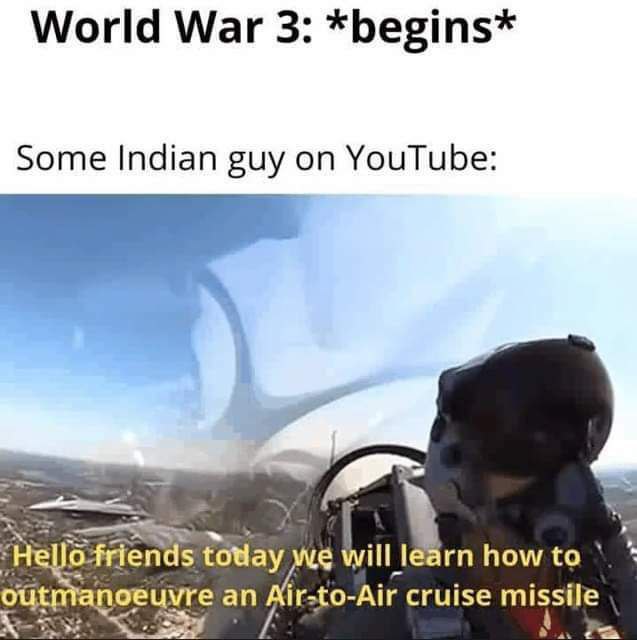 World War 3: *begins*
Some Indian guy on YouTube:
Hello friends today we will learn how to
outmanoeuvre an Air-to-Air cruise missile